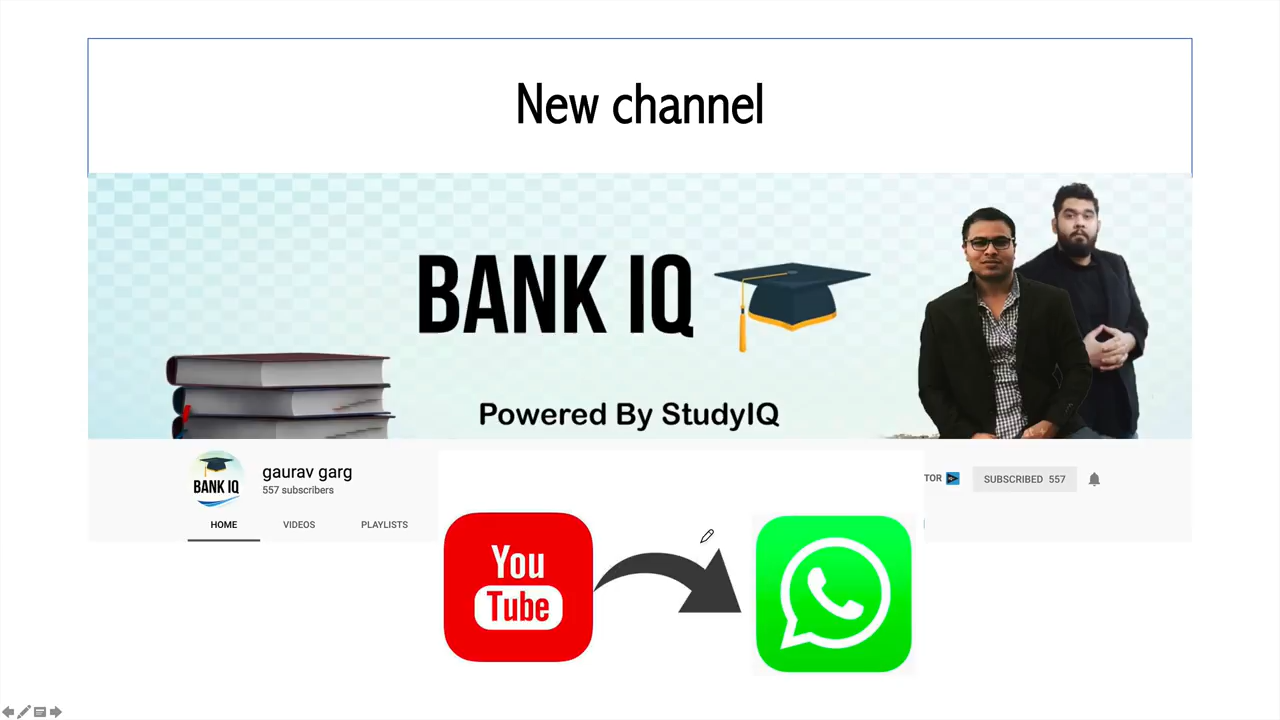 New channel
BANK IQ
Powered By StudyIQ
BANK IQ
gaurav garg
557 subscribers
TOR
SUBSCRIBED 557
HOME VIDEOS PLAYLISTS
You
Tube